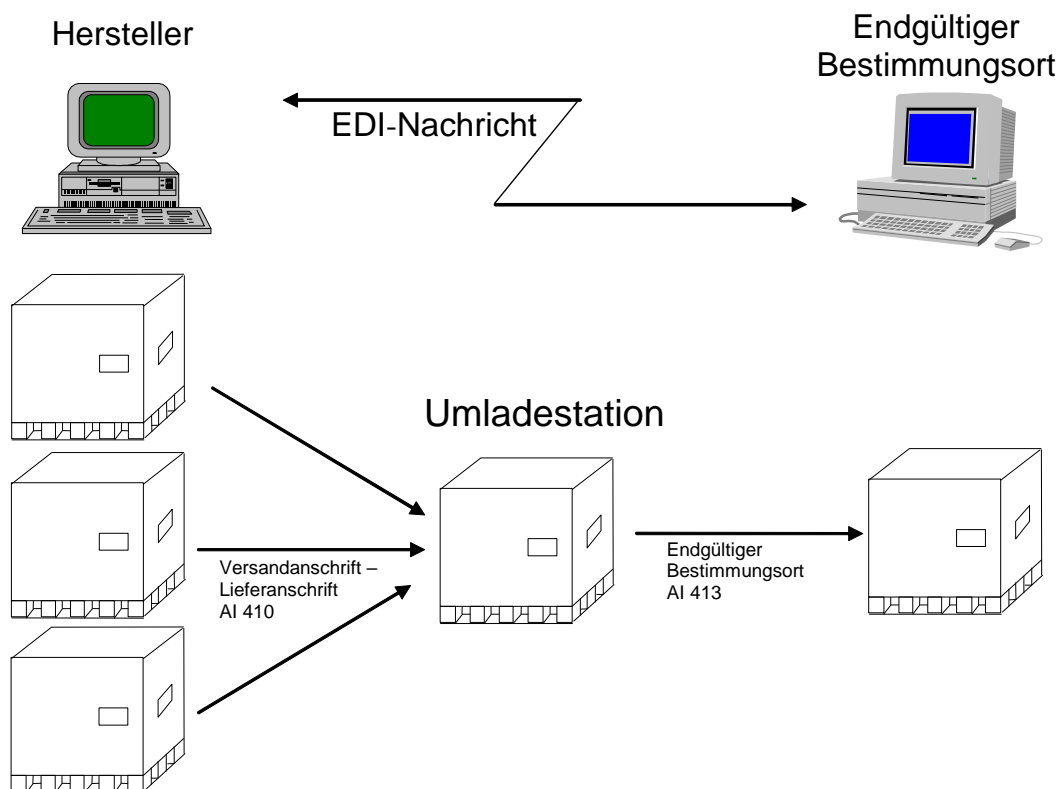 Hersteller
Endgültiger
Bestimmungsort
EDI-Nachricht
Umladestation
Versandanschrift –
Lieferanschrift
AI 410
Endgültiger
Bestimmungsort
AI 413